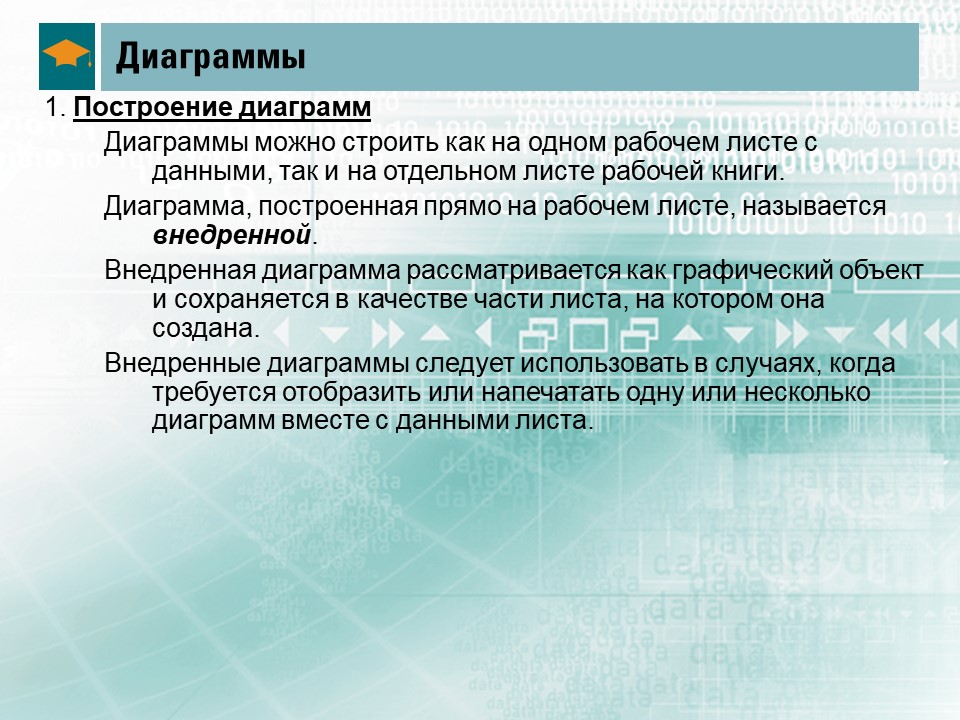 Диаграммы
1. Построение диаграмм
Диаграммы можно строить как на одном рабочем листе с
данными, так и на отдельном листе рабочей книги.
Диаграмма, построенная прямо на рабочем листе, называется
внедренной.
Внедренная диаграмма рассматривается как графический объект
и сохраняется в качестве части листа, на котором она
создана.
Внедренные диаграммы следует использовать в случаях, когда
требуется отобразить или напечатать одну или несколько
диаграмм вместе с данными листа.